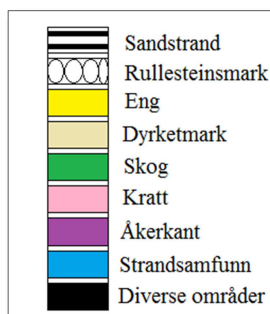 Sandstrand
Rullesteinsmark
Eng
Dyrketmark
Skog
Kratt
Åkerkant
Strandsamfunn
Diverse områder